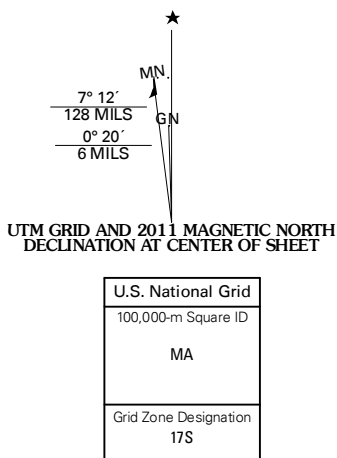 M.N.
7° 12´
128 MILS
GN
0° 20´
6 MILS
UTM GRID AND 2011 MAGNETIC NORTH
DECLINATION AT CENTER OF SHEET
U.S. National Grid
100,000-m Square ID
MA
Grid Zone Designation
17S